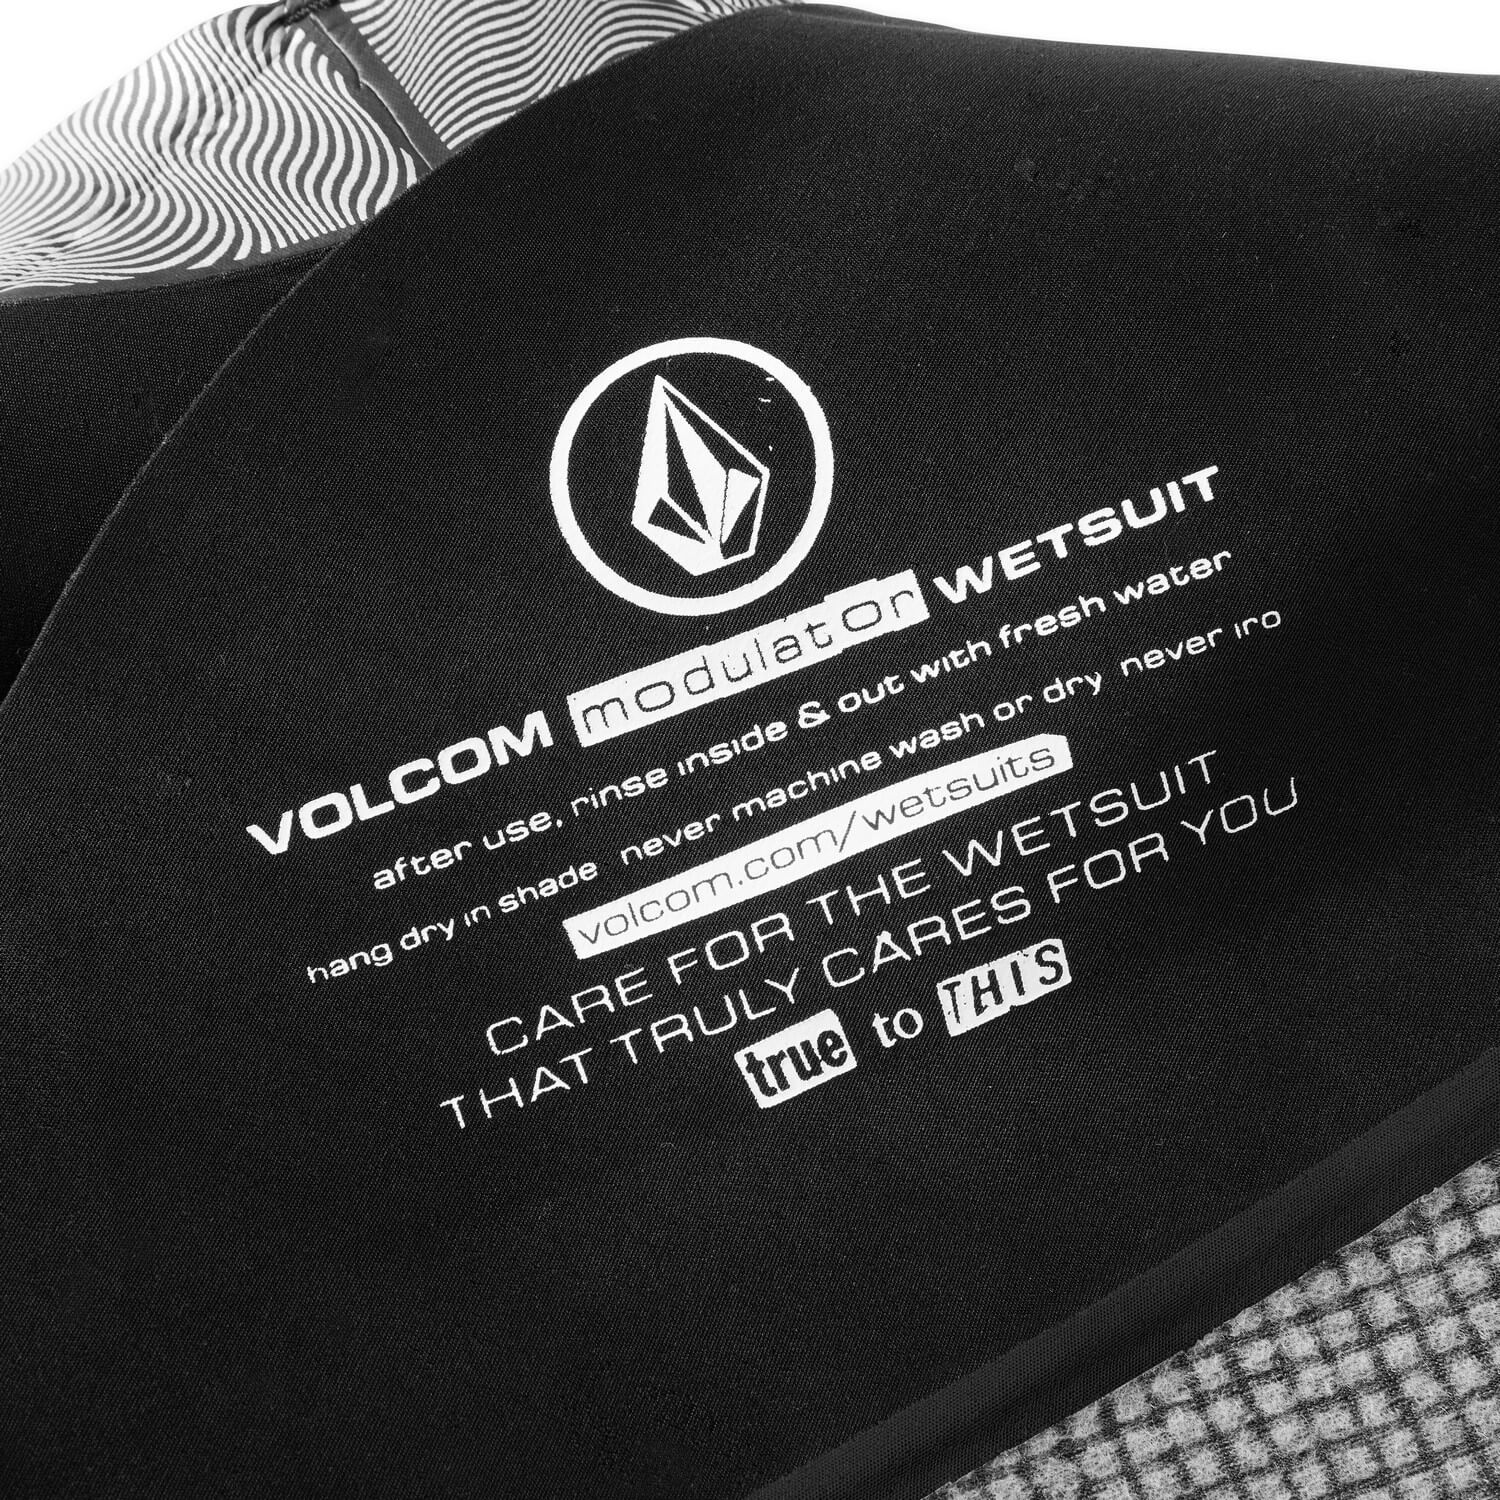 VOLCOM modulator WETSUIT
after use, rinse inside & out with fresh water
hang dry in shade never machine wash or dry never iro
volcom.com/wetsuits
CARE FOR THE WETSUIT
THAT TRULY CARES FOR YOU
true to THIS